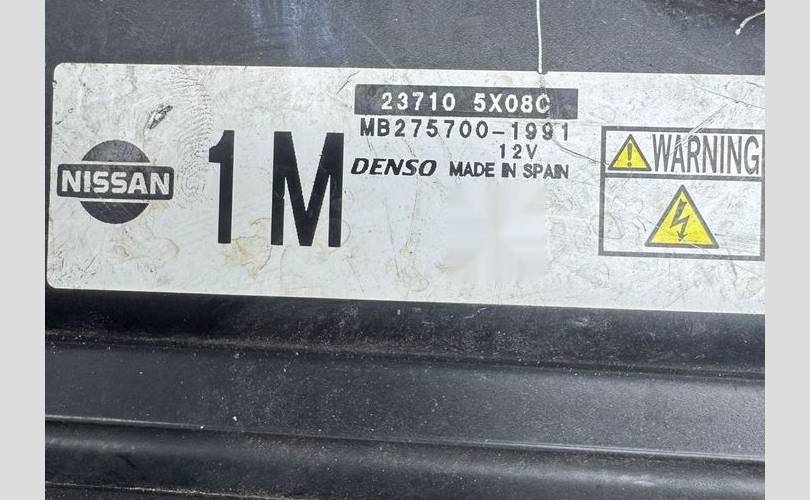 23710 5X08C
MB275700-1991
12V
DENSO MADE IN SPAIN
NISSAN
1M
WARNING